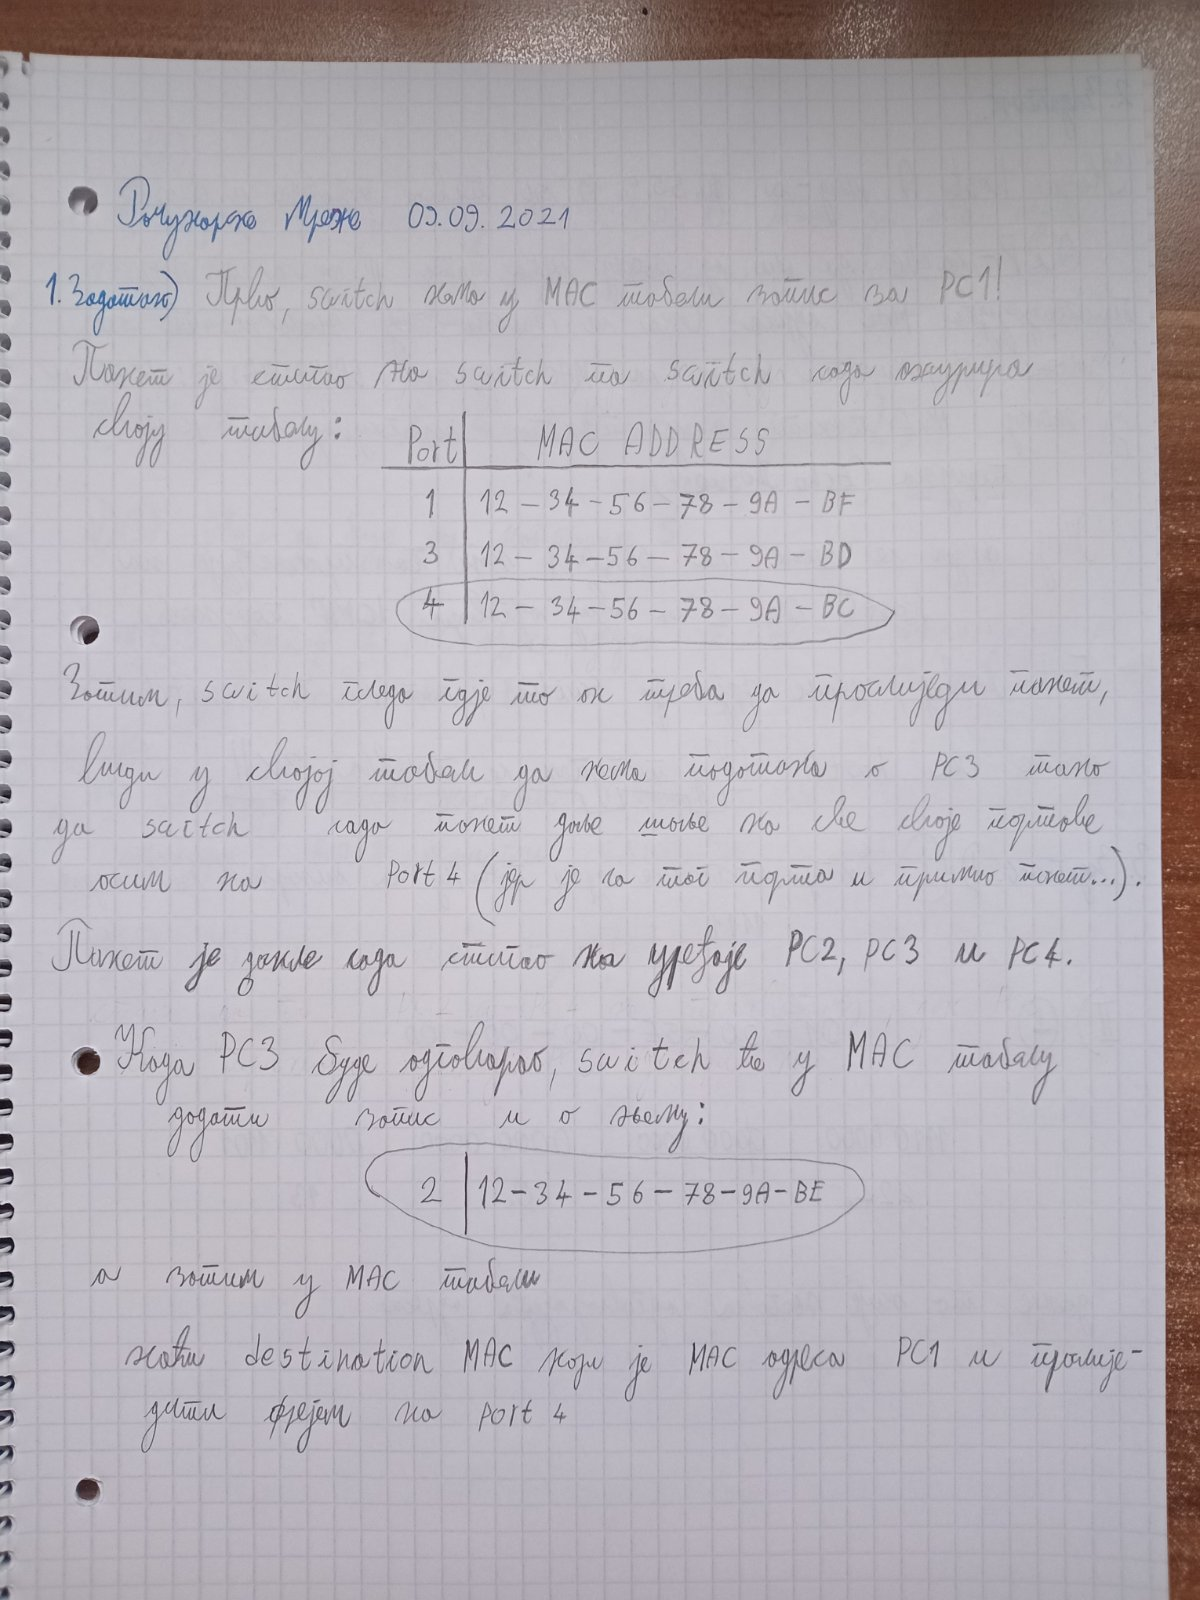 Рачунарске Мреже 09.09.2021
1. Задатак) Прво, switch нема у MAC табели запис за PC1!
Пакет је стигао на switch па switch сада ажурира
своју табелу:
Port MAC ADDRESS
1 12-34-56-78-9A-BF
3 12-34-56-78-9A-BD
4 12-34-56-78-9A-BC
Затим, switch гледа гдје то он треба да прослиједи пакет,
види у својој табели да нема података о PC3 тако
да switch сада пакет даље шаље на све своје портове
осим на Port 4 (јер је са тог порта и примио пакет...).
Пакет је дакле сада стигао на уређаје PC2, PC3 и PC4.
Када PC3 буде одговарао, switch ће у MAC табелу
додати запис и о њему:
2 12-34-56-78-9A-BE
а затим у MAC табели
наћи destination MAC који је MAC адреса PC1 и прослије-
дити фрејм на port 4